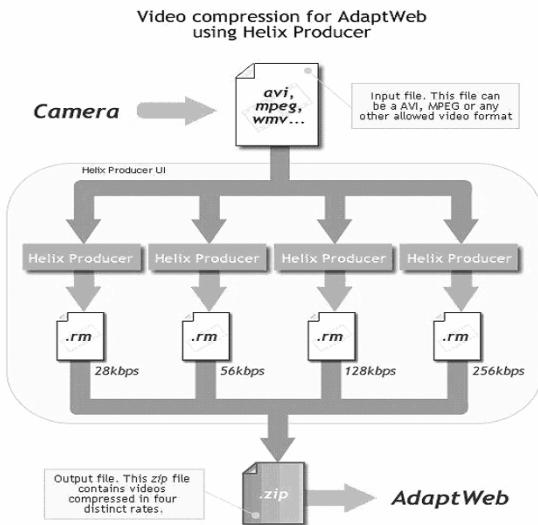 Video compression for AdaptWeb
using Helix Producer
Camera
avi,
mpeg,
wmv...
Input file. This file can
be a AVI, MPEG or any
other allowed video format
Helix Producer UI
Helix Producer
Helix Producer
Helix Producer
Helix Producer
.rm
.rm
.rm
.rm
28kbps
56kbps
128kbps
256kbps
Output file. This zip file
contains videos
compressed in four
distinct rates.
.zip
AdaptWeb